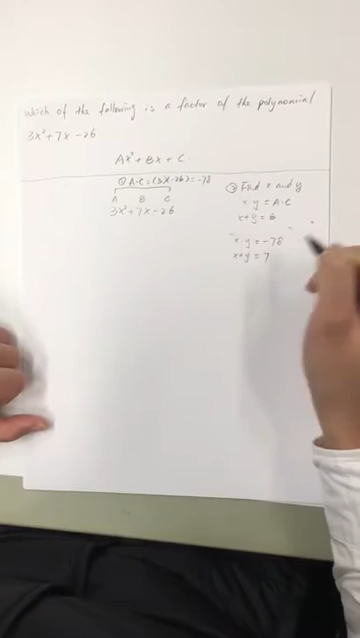 Which of the following is a factor of the polynomial
3x² + 7x - 26
Ax² + Bx + C
① A·C = (3)(-26) = -78
A B C
3x² + 7x - 26
② Find x and y
x·y = A·C
x+y = B
x·y = -78
x+y = 7